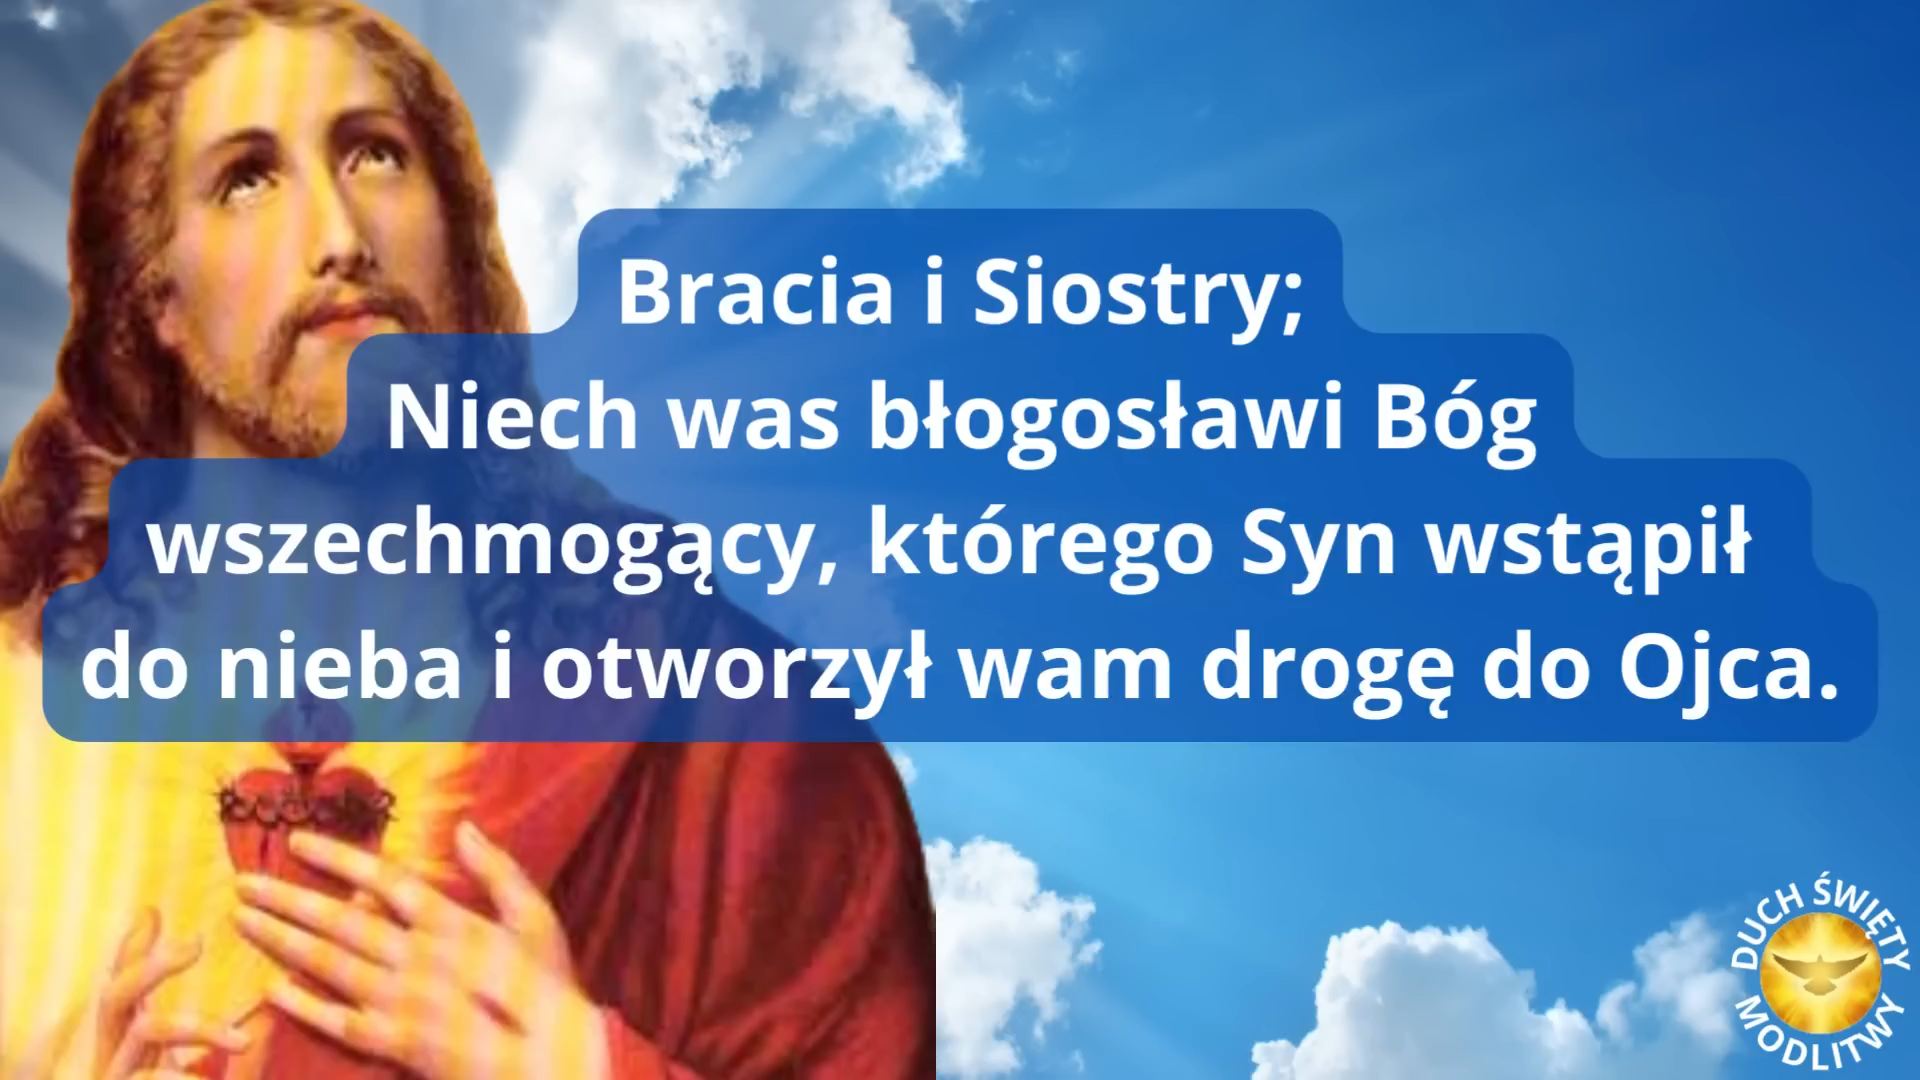 Bracia i Siostry;
Niech was błogosławi Bóg
wszechmogący, którego Syn wstąpił
do nieba i otworzył wam drogę do Ojca.
DUCH ŚWIĘTY
MODLITWY